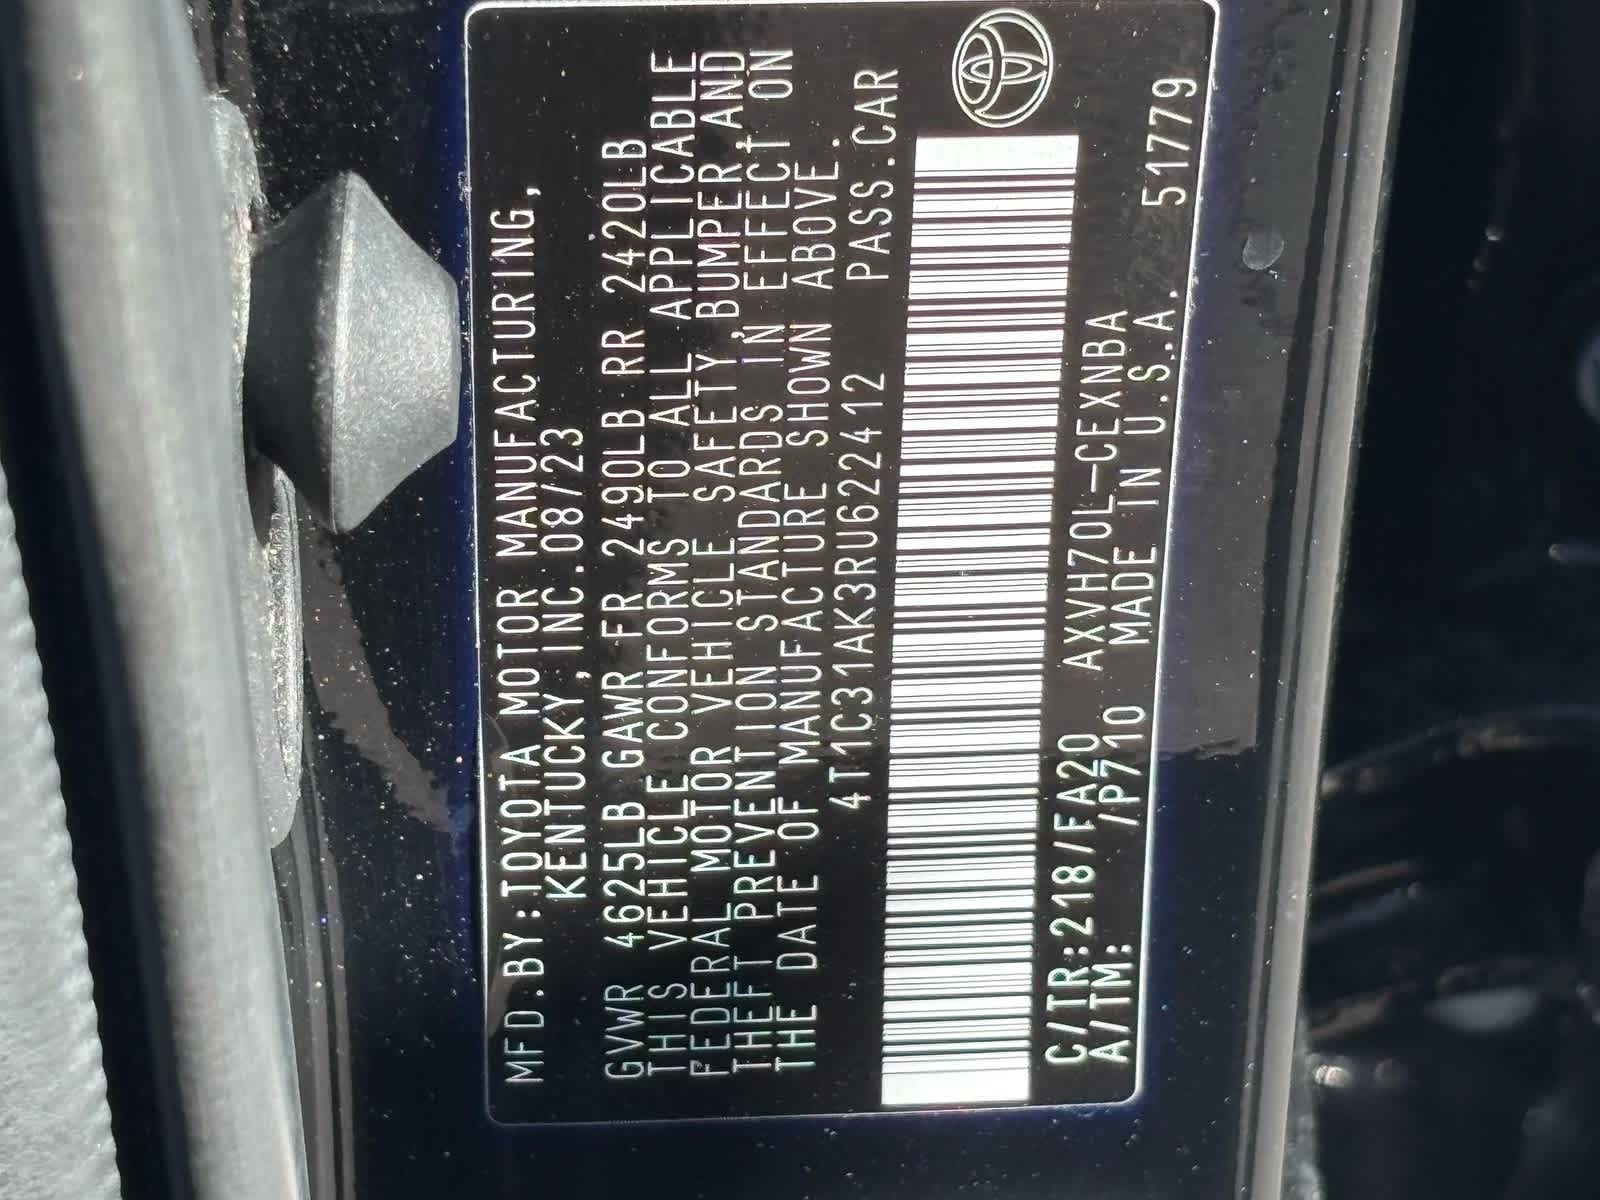 MFD.BY:TOYOTA MOTOR MANUFACTURING,
KENTUCKY,INC.08/23
GVWR 4625LB GAWR FR 2490LB RR 2420LB
THIS VEHICLE CONFORMS TO ALL APPLICABLE
FEDERAL MOTOR VEHICLE SAFETY,BUMPER,AND
THEFT PREVENTION STANDARDS IN EFFECT ON
THE DATE OF MANUFACTURE SHOWN ABOVE.
4T1C31AK3RU622412 PASS.CAR
C/TR:218/FA20 AXVH70L-CEXNBA
A/TM: /P710 MADE IN U.S.A. 51779